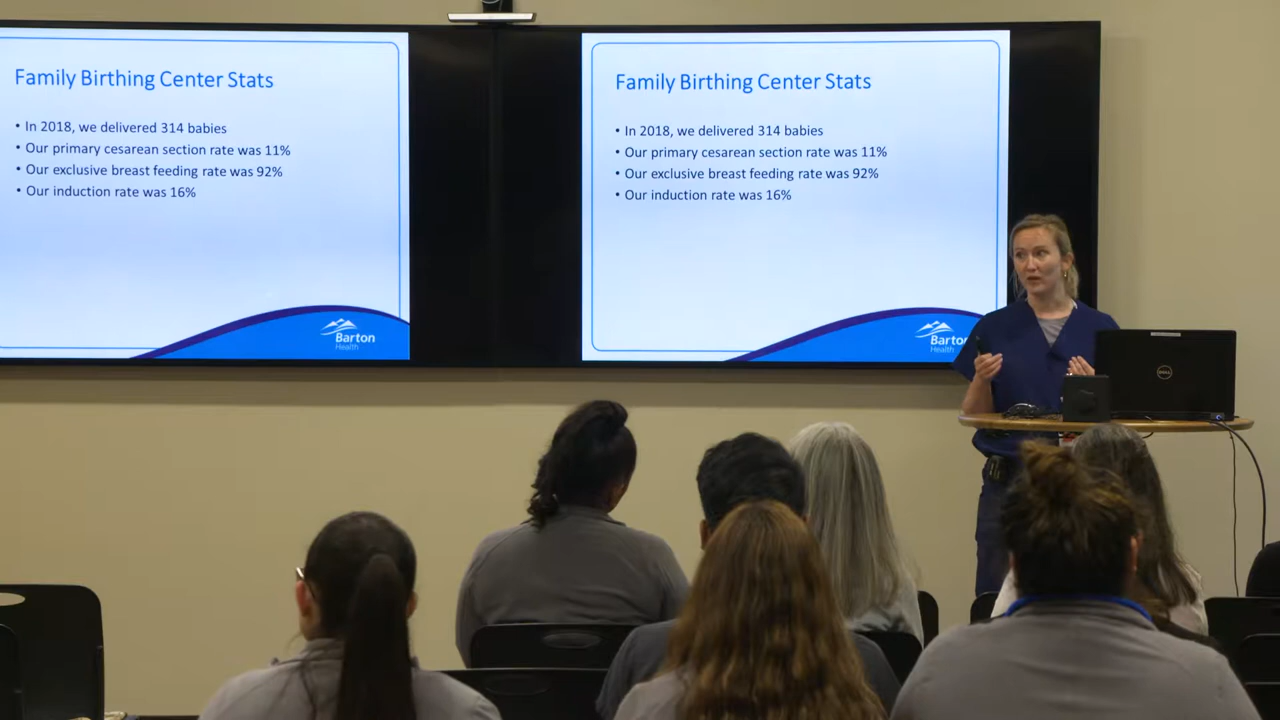 Family Birthing Center Stats
• In 2018, we delivered 314 babies
• Our primary cesarean section rate was 11%
• Our exclusive breast feeding rate was 92%
• Our induction rate was 16%
Barton
Health
Family Birthing Center Stats
• In 2018, we delivered 314 babies
• Our primary cesarean section rate was 11%
• Our exclusive breast feeding rate was 92%
• Our induction rate was 16%
Barto
Health
DELL